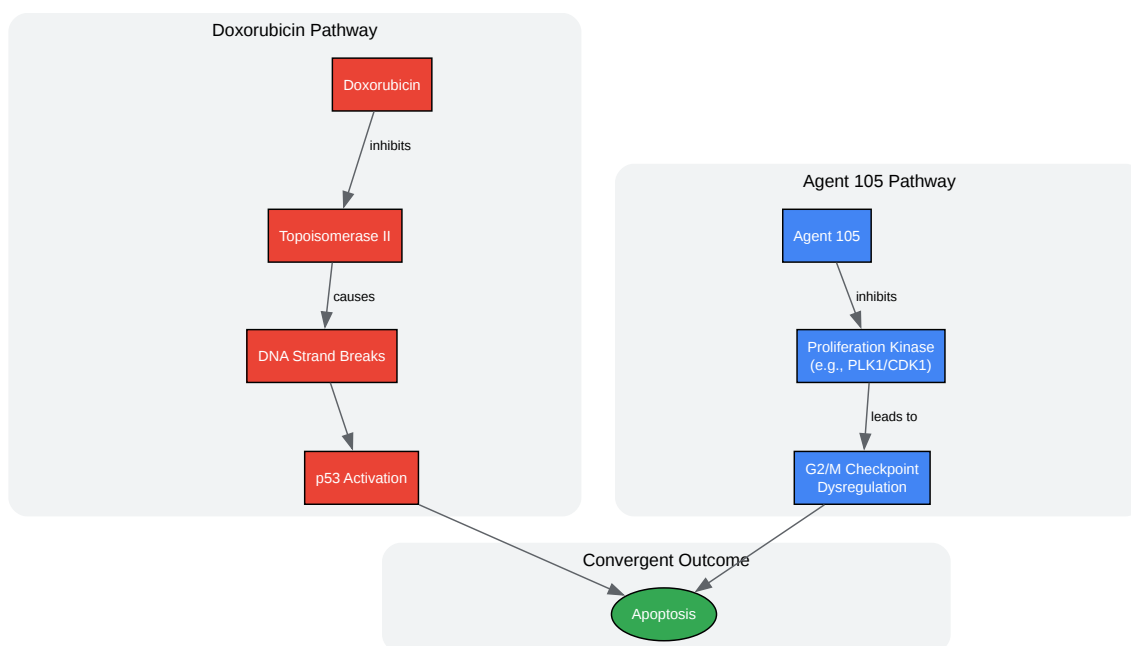 Doxorubicin Pathway
Doxorubicin
inhibits
Topoisomerase II
causes
DNA Strand Breaks
p53 Activation
Agent 105 Pathway
Agent 105
inhibits
Proliferation Kinase
(e.g., PLK1/CDK1)
leads to
G2/M Checkpoint
Dysregulation
Convergent Outcome
Apoptosis